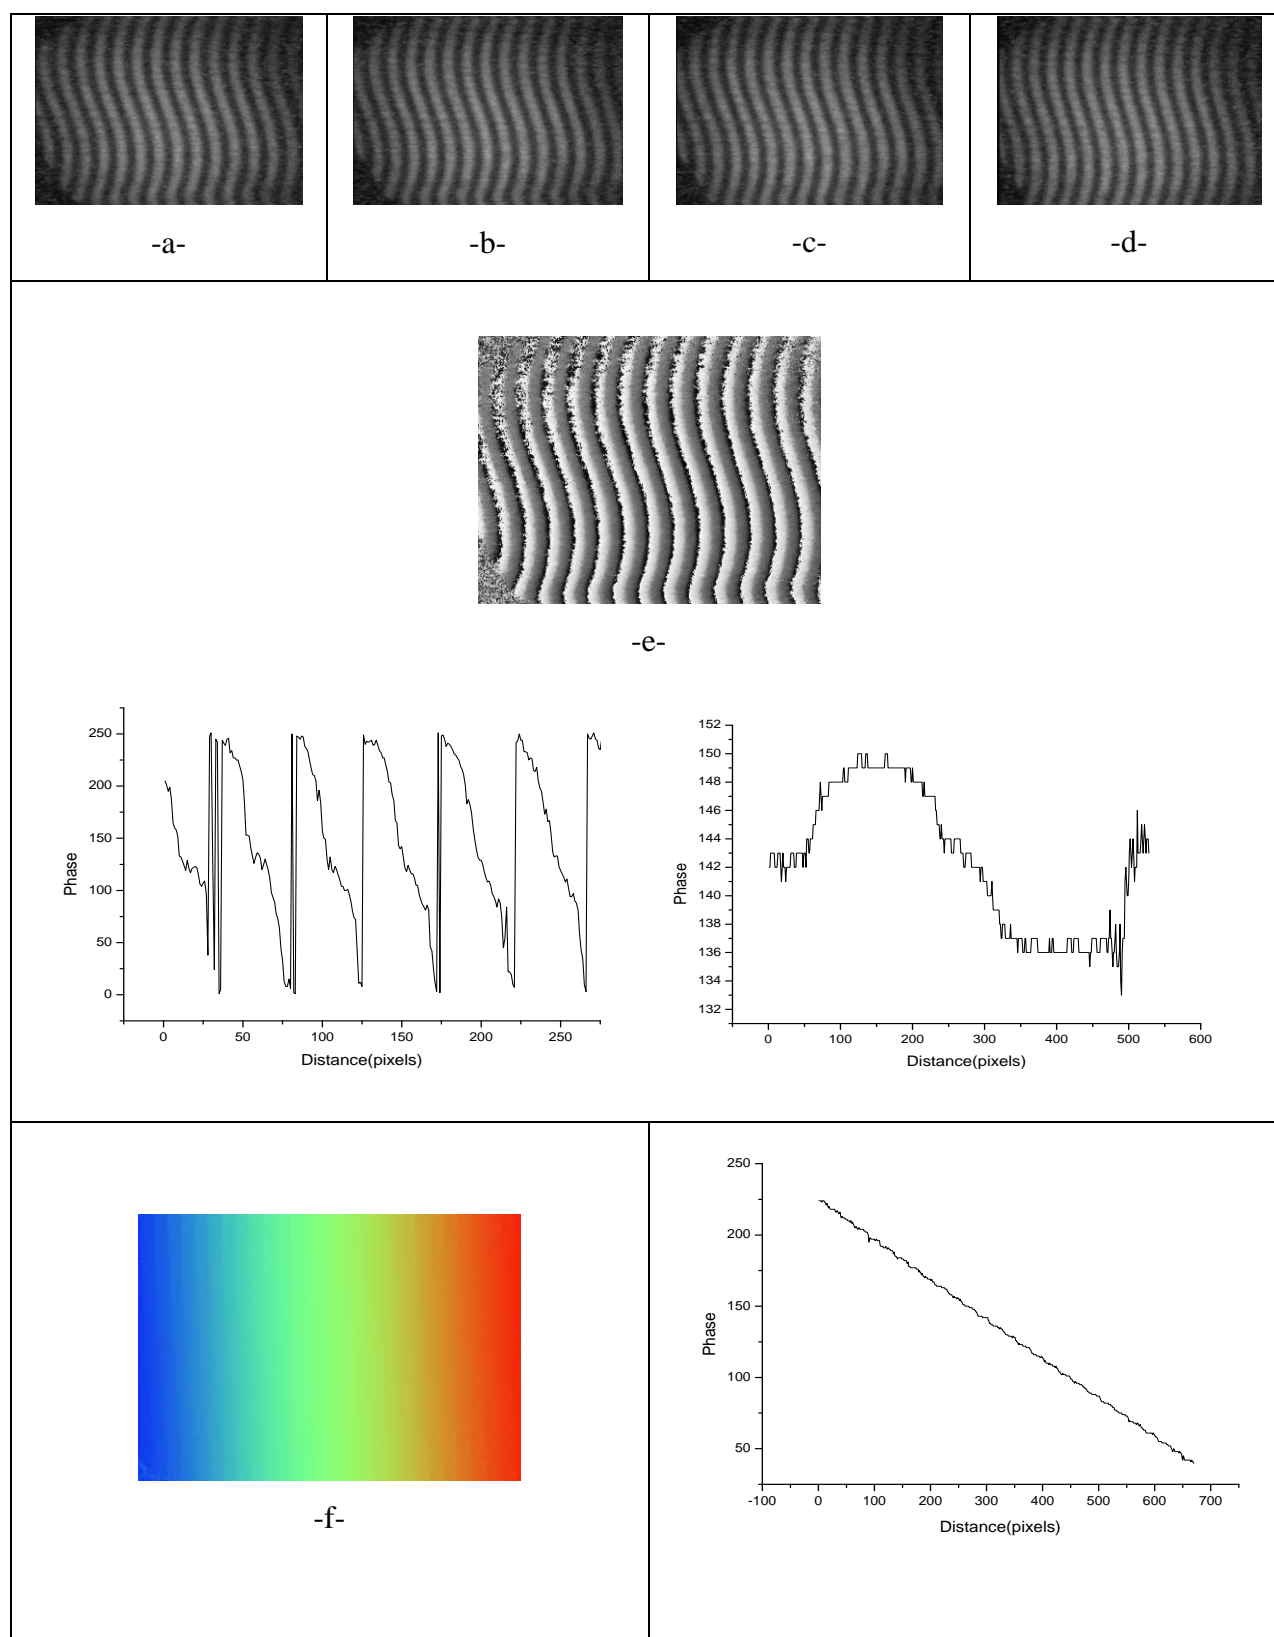 -a-
-b-
-c-
-d-
-e-
250
200
150
100
50
0
Phase
0 50 100 150 200 250
Distance(pixels)
152
150
148
146
144
142
140
138
136
134
132
Phase
0 100 200 300 400 500 600
Distance(pixels)
-f-
250
200
150
100
50
Phase
-100 0 100 200 300 400 500 600 700
Distance(pixels)